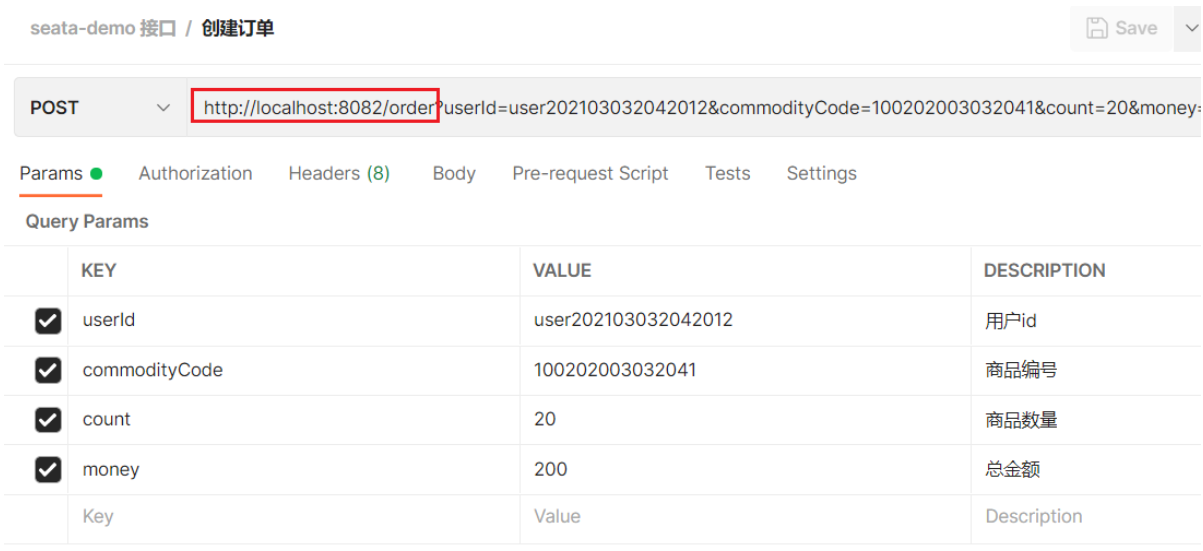 seata-demo 接口 / 创建订单
Save
POST http://localhost:8082/order?userId=user202103032042012&commodityCode=100202003032041&count=20&money=
Params Authorization Headers (8) Body Pre-request Script Tests Settings
Query Params
KEY VALUE DESCRIPTION
userId user202103032042012 用户id
commodityCode 100202003032041 商品编号
count 20 商品数量
money 200 总金额
Key Value Description